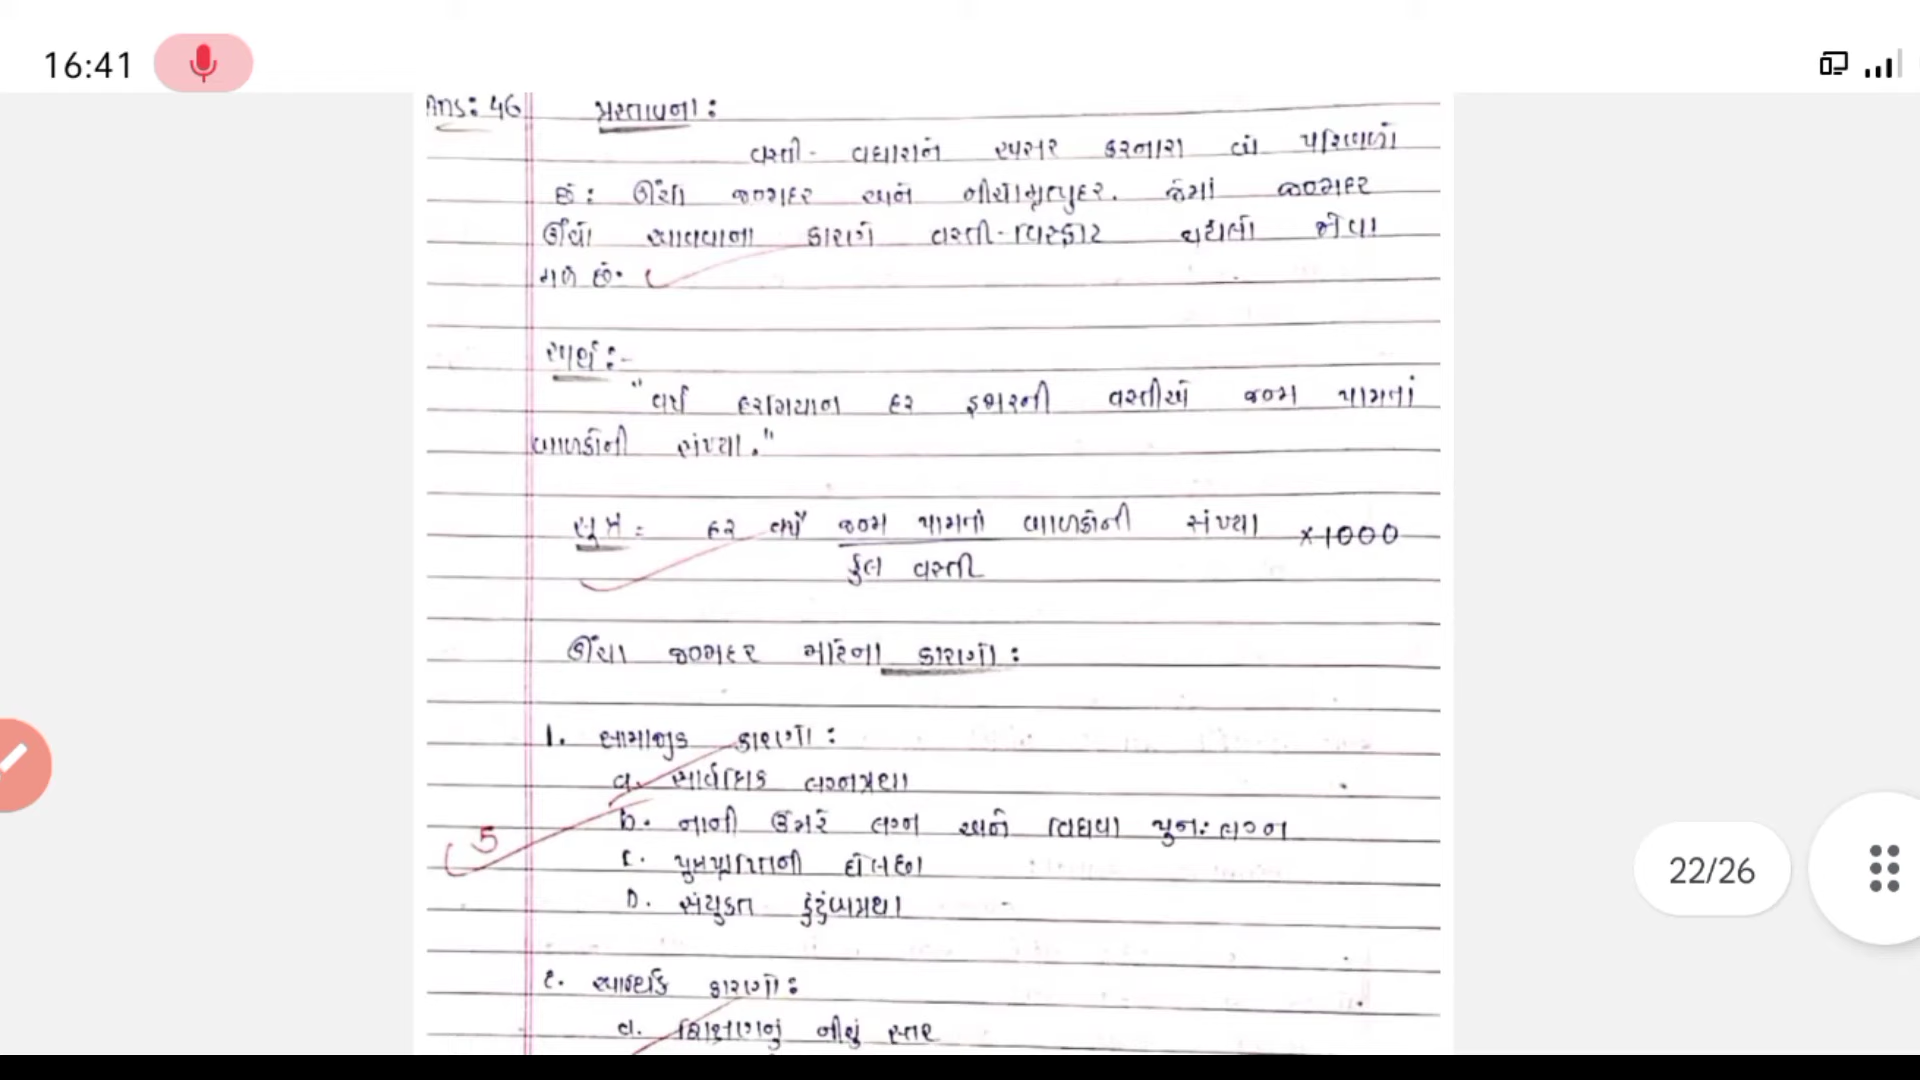 16:41
Ans: 46 પ્રસ્તાવના :
વસ્તી - વધારાને અસર કરનારા બે પરિબળો
છે : ઊંચા જન્મદર અને નીચામૃત્યુદર. જેમાં જન્મદર
ઊંચો આવવાના કારણે વસ્તી-વિસ્ફોટ થયેલો જોવા
મળે છે.
અર્થ :-
"વર્ષ દરમિયાન દર હજારની વસ્તીએ જન્મ પામતાં
બાળકોની સંખ્યા."
સૂત્ર = દર વર્ષે જન્મ પામતાં બાળકોની સંખ્યા × 1000
કુલ વસ્તી
ઊંચા જન્મદર માટેના કારણો :
1. સામાજીક કારણો :
a. સાર્વત્રિક લગ્નપ્રથા
b. નાની ઉંમરે લગ્ન અને વિધવા પુનઃલગ્ન
5
c. પુત્રપ્રાપ્તિની ઘેલછા
D. સંયુકત કુટુંબપ્રથા
22/26
૨. આર્થિક કારણો :
a. શિક્ષણનું નીચું સ્તર